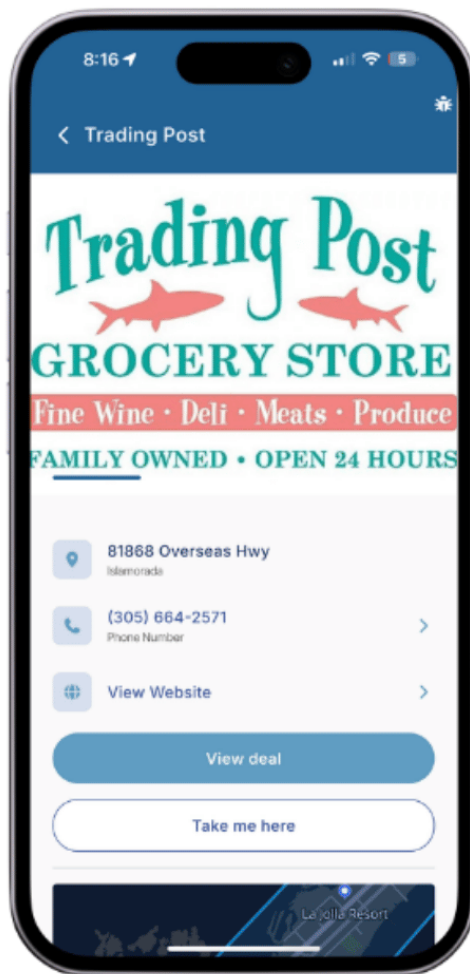 8:16
5
Trading Post
Trading Post
GROCERY STORE
Fine Wine · Deli · Meats · Produce
FAMILY OWNED • OPEN 24 HOURS
81868 Overseas Hwy
Islamorada
(305) 664-2571
Phone Number
View Website
View deal
Take me here
La Jolla Resort